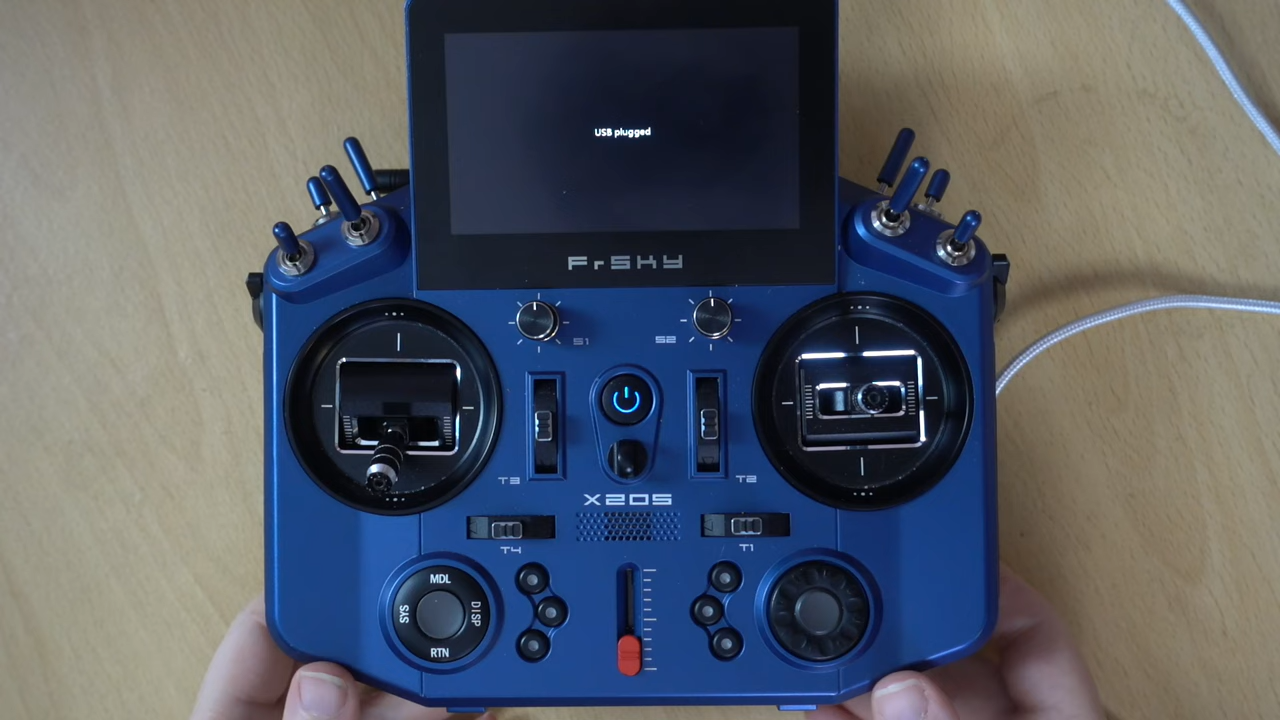 USB plugged
FrSKY
S1
S2
T3
T2
X20S
T4
T1
MDL
SYS
DISP
RTN